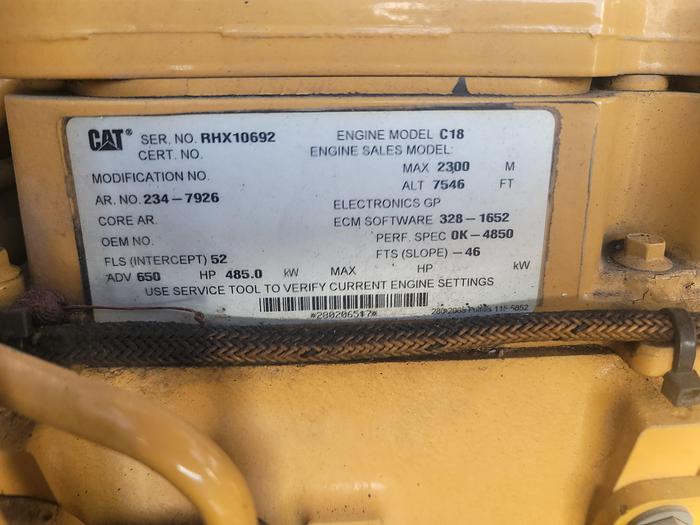 CAT® SER. NO. RHX10692 ENGINE MODEL C18
CERT. NO. ENGINE SALES MODEL:
MODIFICATION NO. MAX 2300 M
ALT 7546 FT
AR. NO. 234-7926 ELECTRONICS GP
CORE AR. ECM SOFTWARE 328-1652
OEM NO. PERF. SPEC 0K-4850
FLS (INTERCEPT) 52 FTS (SLOPE) -46
ADV 650 HP 485.0 kW MAX HP kW
USE SERVICE TOOL TO VERIFY CURRENT ENGINE SETTINGS